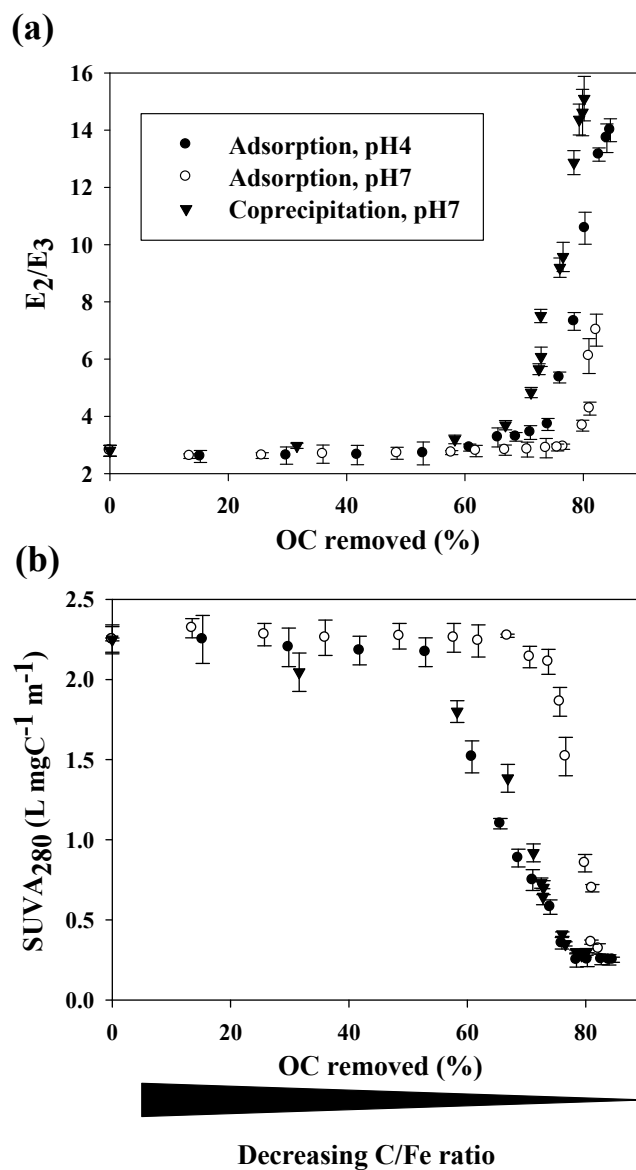 (a)
16
14
12
10
8
6
4
2
E2/E3
Adsorption, pH4
Adsorption, pH7
Coprecipitation, pH7
0 20 40 60 80
OC removed (%)
(b)
2.5
2.0
1.5
1.0
0.5
0.0
SUVA280 (L mgC-1 m-1)
0 20 40 60 80
OC removed (%)
Decreasing C/Fe ratio